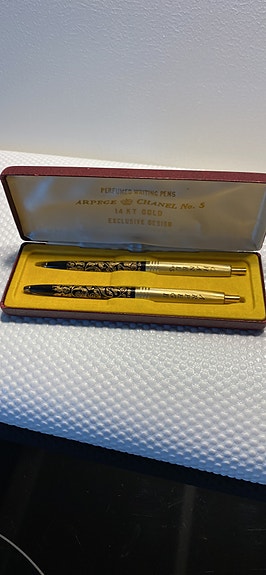 PERFUMED WRITING PENS
ARPEGE CHANEL, No. 5
14 KT GOLD
EXCLUSIVE DESIGN